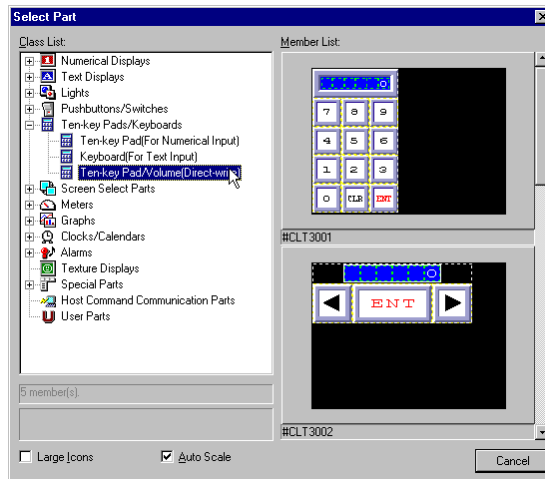 Select Part
Class List:
Member List:
Numerical Displays
Text Displays
Lights
Pushbuttons/Switches
Ten-key Pads/Keyboards
Ten-key Pad(For Numerical Input)
Keyboard(For Text Input)
Ten-key Pad/Volume(Direct-write)
Screen Select Parts
Meters
Graphs
Clocks/Calendars
Alarms
Texture Displays
Special Parts
Host Command Communication Parts
User Parts
0
7 8 9
4 5 6
1 2 3
0 CLR ENT
#CLT3001
0
ENT
#CLT3002
5 member(s).
Large Icons
Auto Scale
Cancel